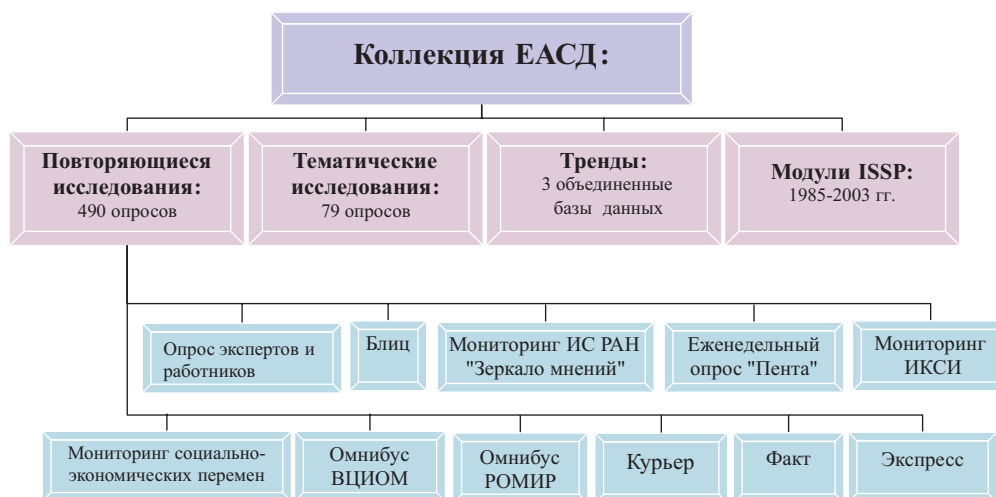 Коллекция ЕАСД:
Повторяющиеся
исследования:
490 опросов
Тематические
исследования:
79 опросов
Тренды:
3 объединенные
базы данных
Модули ISSP:
1985-2003 гг.
Опрос экспертов и
работников
Блиц
Мониторинг ИС РАН
"Зеркало мнений"
Еженедельный
опрос "Пента"
Мониторинг
ИКСИ
Мониторинг социально-
экономических перемен
Омнибус
ВЦИОМ
Омнибус
РОМИР
Курьер
Факт
Экспресс